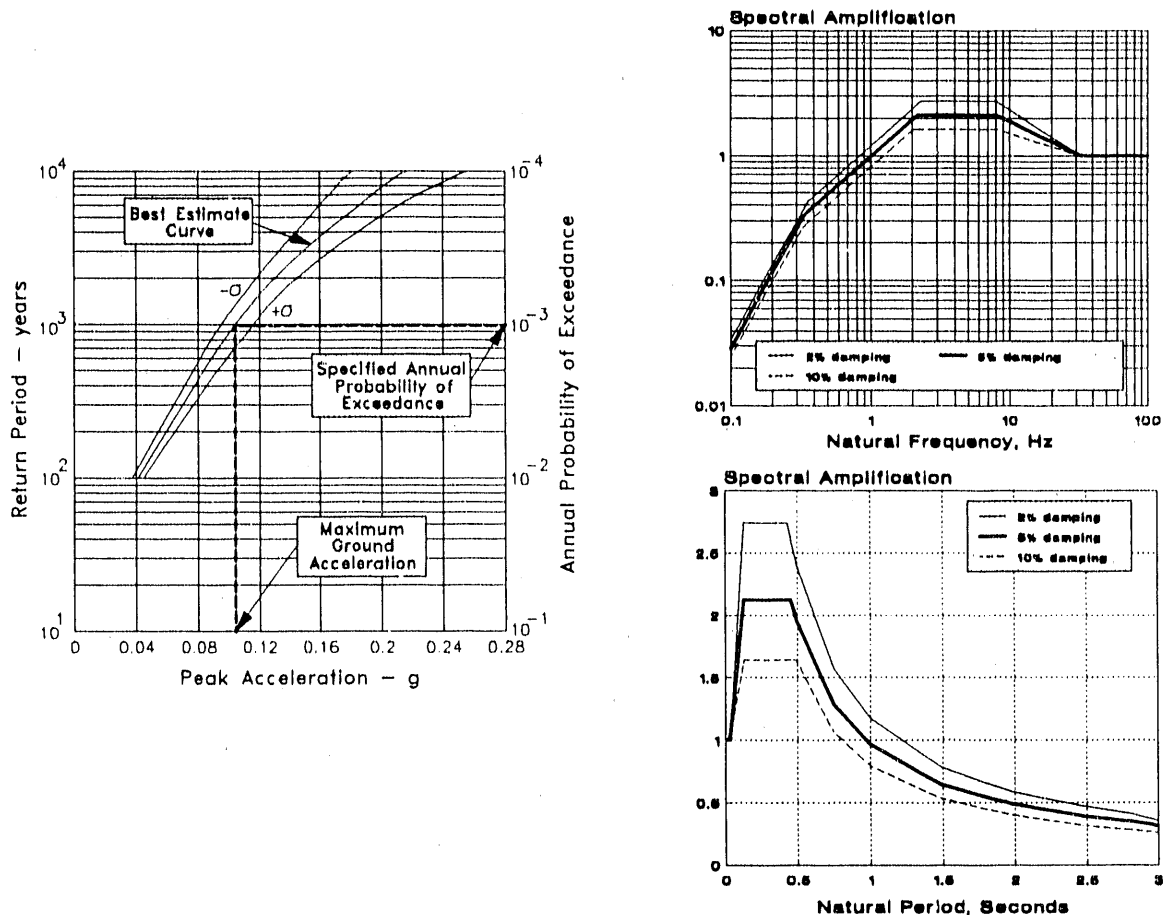 10^4
10^3
10^2
10^1
Return Period – years
Best Estimate
Curve
-σ
+σ
Specified Annual
Probability of
Exceedance
Maximum
Ground
Acceleration
10^-4
10^-3
10^-2
10^-1
Annual Probability of Exceedance
0 0.04 0.08 0.12 0.16 0.20 0.24 0.28
Peak Acceleration – g
Spectral Amplification
10
1
0.1
0.01
2% damping 5% damping
10% damping
0.1 1 10 100
Natural Frequency, Hz
Spectral Amplification
3
2.5
2
1.5
1
0.5
0
2% damping
5% damping
10% damping
0 0.5 1 1.5 2 2.5 3
Natural Period, Seconds